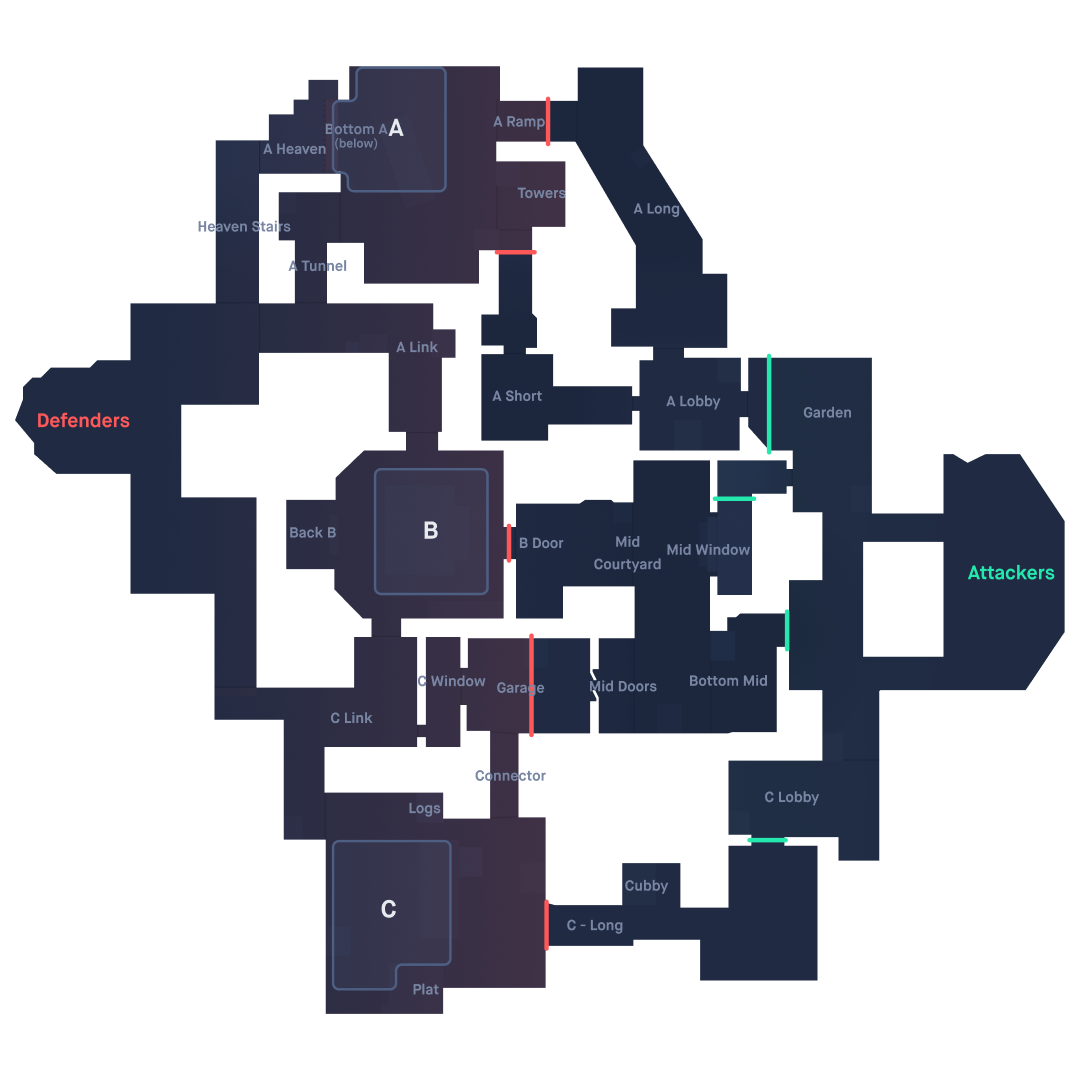 A Ramp
Bottom A
A
(below)
A Heaven
Towers
A Long
Heaven Stairs
A Tunnel
A Link
A Short
A Lobby
Garden
Defenders
Back B
B
B Door
Mid
Courtyard
Mid Window
Attackers
C Window
Garage
Mid Doors
Bottom Mid
C Link
Connector
C Lobby
Logs
Cubby
C
C - Long
Plat